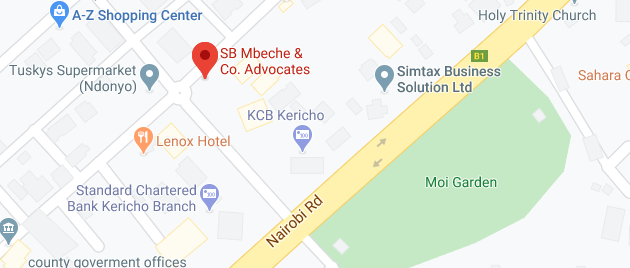 A-Z Shopping Center
Holy Trinity Church
SB Mbeche &
Co. Advocates
B1
Tuskys Supermarket
(Ndonyo)
Simtax Business
Solution Ltd
Sahara C
KCB Kericho
Lenox Hotel
Moi Garden
Standard Chartered
Bank Kericho Branch
Nairobi Rd
county goverment offices